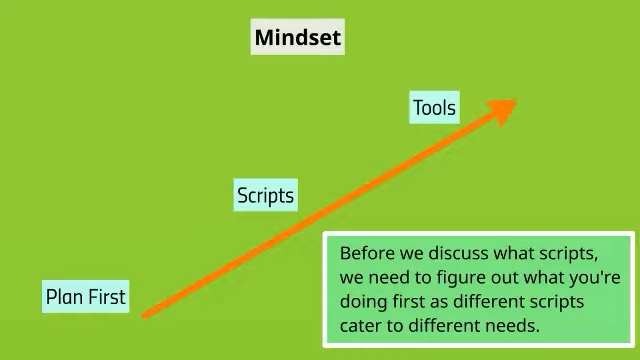 Mindset
Tools
Scripts
Plan First
Before we discuss what scripts,
we need to figure out what you're
doing first as different scripts
cater to different needs.